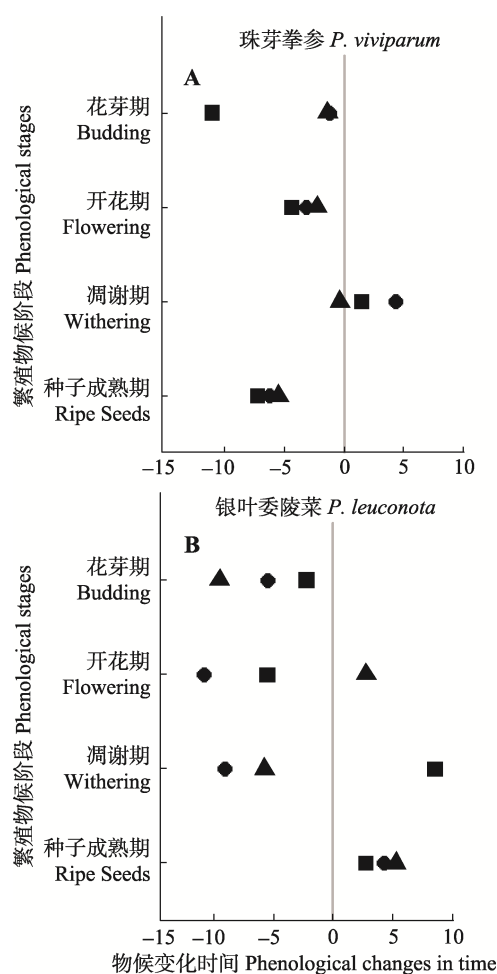 珠芽拳参 P. viviparum
A
繁殖物候阶段 Phenological stages
花芽期
Budding
开花期
Flowering
凋谢期
Withering
种子成熟期
Ripe Seeds
−15 −10 −5 0 5 10
银叶委陵菜 P. leuconota
B
繁殖物候阶段 Phenological stages
花芽期
Budding
开花期
Flowering
凋谢期
Withering
种子成熟期
Ripe Seeds
−15 −10 −5 0 5 10
物候变化时间 Phenological changes in time